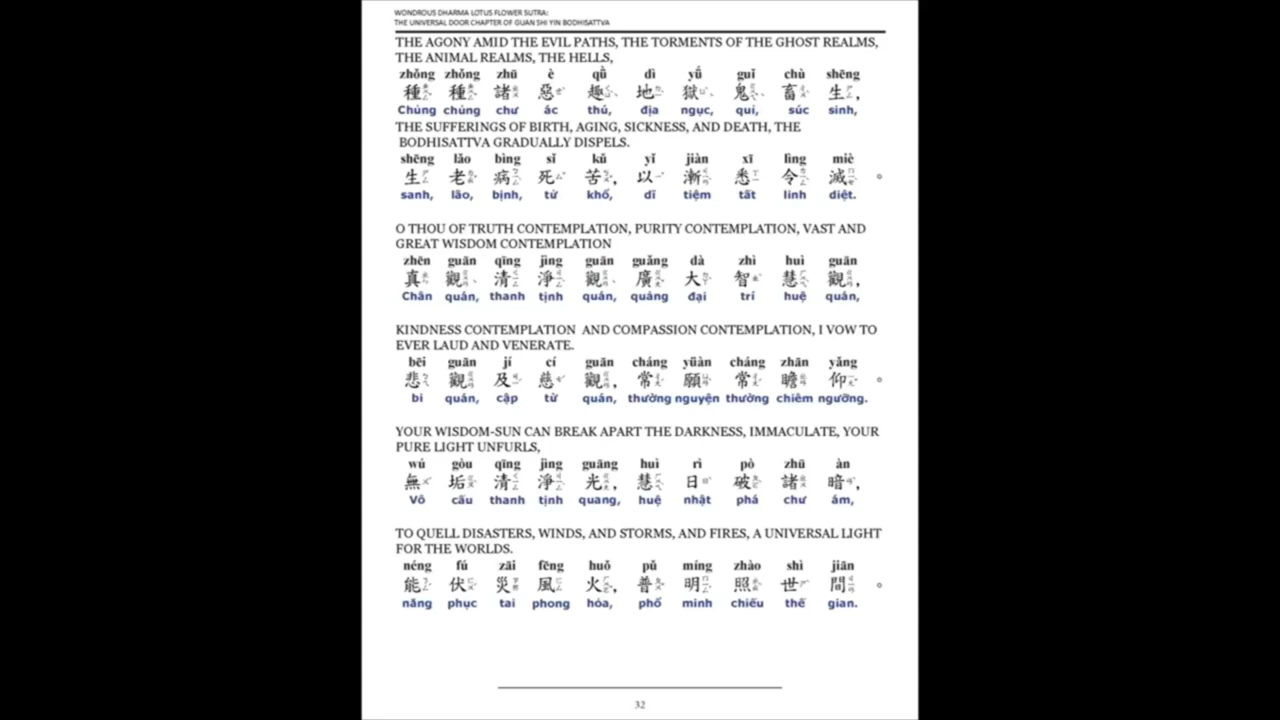 WONDROUS DHARMA LOTUS FLOWER SUTRA:
THE UNIVERSAL DOOR CHAPTER OF GUAN SHI YIN BODHISATTVA
THE AGONY AMID THE EVIL PATHS, THE TORMENTS OF THE GHOST REALMS,
THE ANIMAL REALMS, THE HELLS,
zhǒng zhǒng zhū è qǜ dì yǘ guǐ chù shēng
種種諸惡趣、地獄、鬼、畜生，
Chủng chủng chư ác thú, địa ngục, quỉ, súc sinh,
THE SUFFERINGS OF BIRTH, AGING, SICKNESS, AND DEATH, THE
BODHISATTVA GRADUALLY DISPELS.
shēng lǎo bìng sǐ kǔ yǐ jiàn xī lìng miè
生老病死苦，以漸悉令滅。
sanh, lão, bịnh, tử khổ, dĩ tiệm tất linh diệt.
O THOU OF TRUTH CONTEMPLATION, PURITY CONTEMPLATION, VAST AND
GREAT WISDOM CONTEMPLATION
zhēn guān qīng jìng guān guǎng dà zhì huì guān
真觀、清淨觀、廣大智慧觀，
Chân quán, thanh tịnh quán, quảng đại trí huệ quán,
KINDNESS CONTEMPLATION AND COMPASSION CONTEMPLATION, I VOW TO
EVER LAUD AND VENERATE.
bēi guān jí cí guān cháng yüàn cháng zhān yǎng
悲觀及慈觀，常願常瞻仰。
bi quán, cập từ quán, thường nguyện thường chiêm ngưỡng.
YOUR WISDOM-SUN CAN BREAK APART THE DARKNESS, IMMACULATE, YOUR
PURE LIGHT UNFURLS,
wú gòu qīng jìng guāng huì rì pò zhū àn
無垢清淨光，慧日破諸暗，
Vô cấu thanh tịnh quang, huệ nhật phá chư ám,
TO QUELL DISASTERS, WINDS, AND STORMS, AND FIRES, A UNIVERSAL LIGHT
FOR THE WORLDS.
néng fú zāi fēng huǒ pǔ míng zhào shì jiān
能伏災風火，普明照世間。
năng phục tai phong hỏa, phổ minh chiếu thế gian.
32